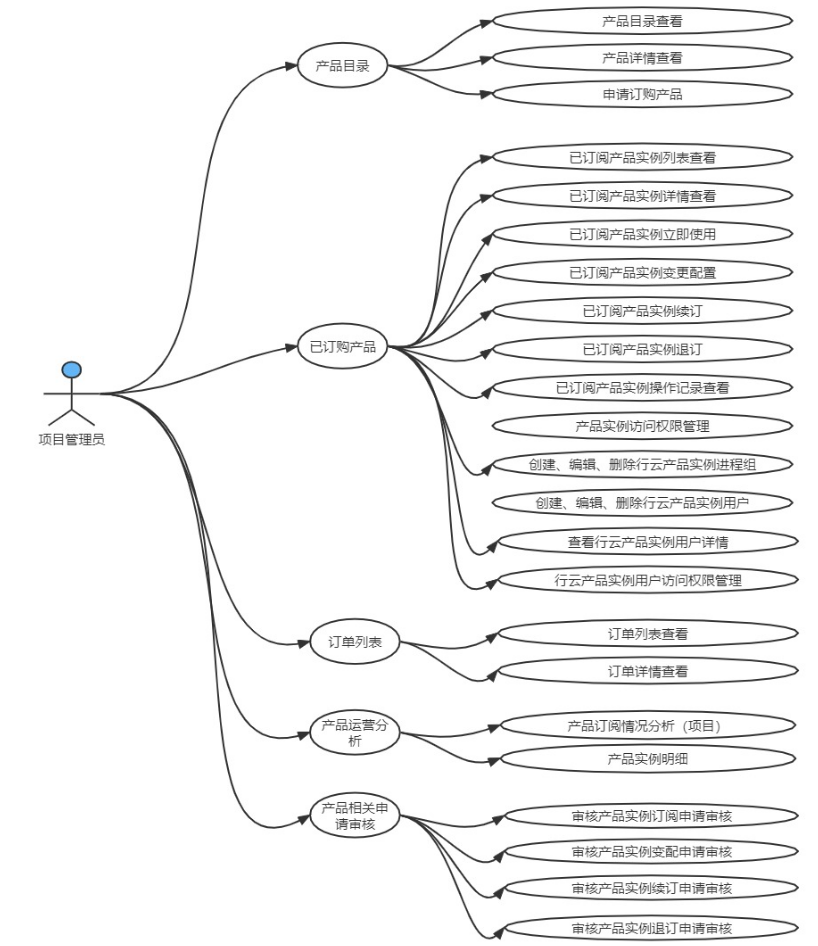 产品目录
产品目录查看
产品详情查看
申请订购产品
已订购产品
已订阅产品实例列表查看
已订阅产品实例详情查看
已订阅产品实例立即使用
已订阅产品实例变更配置
已订阅产品实例续订
已订阅产品实例退订
已订阅产品实例操作记录查看
产品实例访问权限管理
创建、编辑、删除行云产品实例进程组
创建、编辑、删除行云产品实例用户
查看行云产品实例用户详情
行云产品实例用户访问权限管理
项目管理员
订单列表
订单列表查看
订单详情查看
产品运营分
析
产品订阅情况分析（项目）
产品实例明细
产品相关申
请审核
审核产品实例订阅申请审核
审核产品实例变配申请审核
审核产品实例续订申请审核
审核产品实例退订申请审核